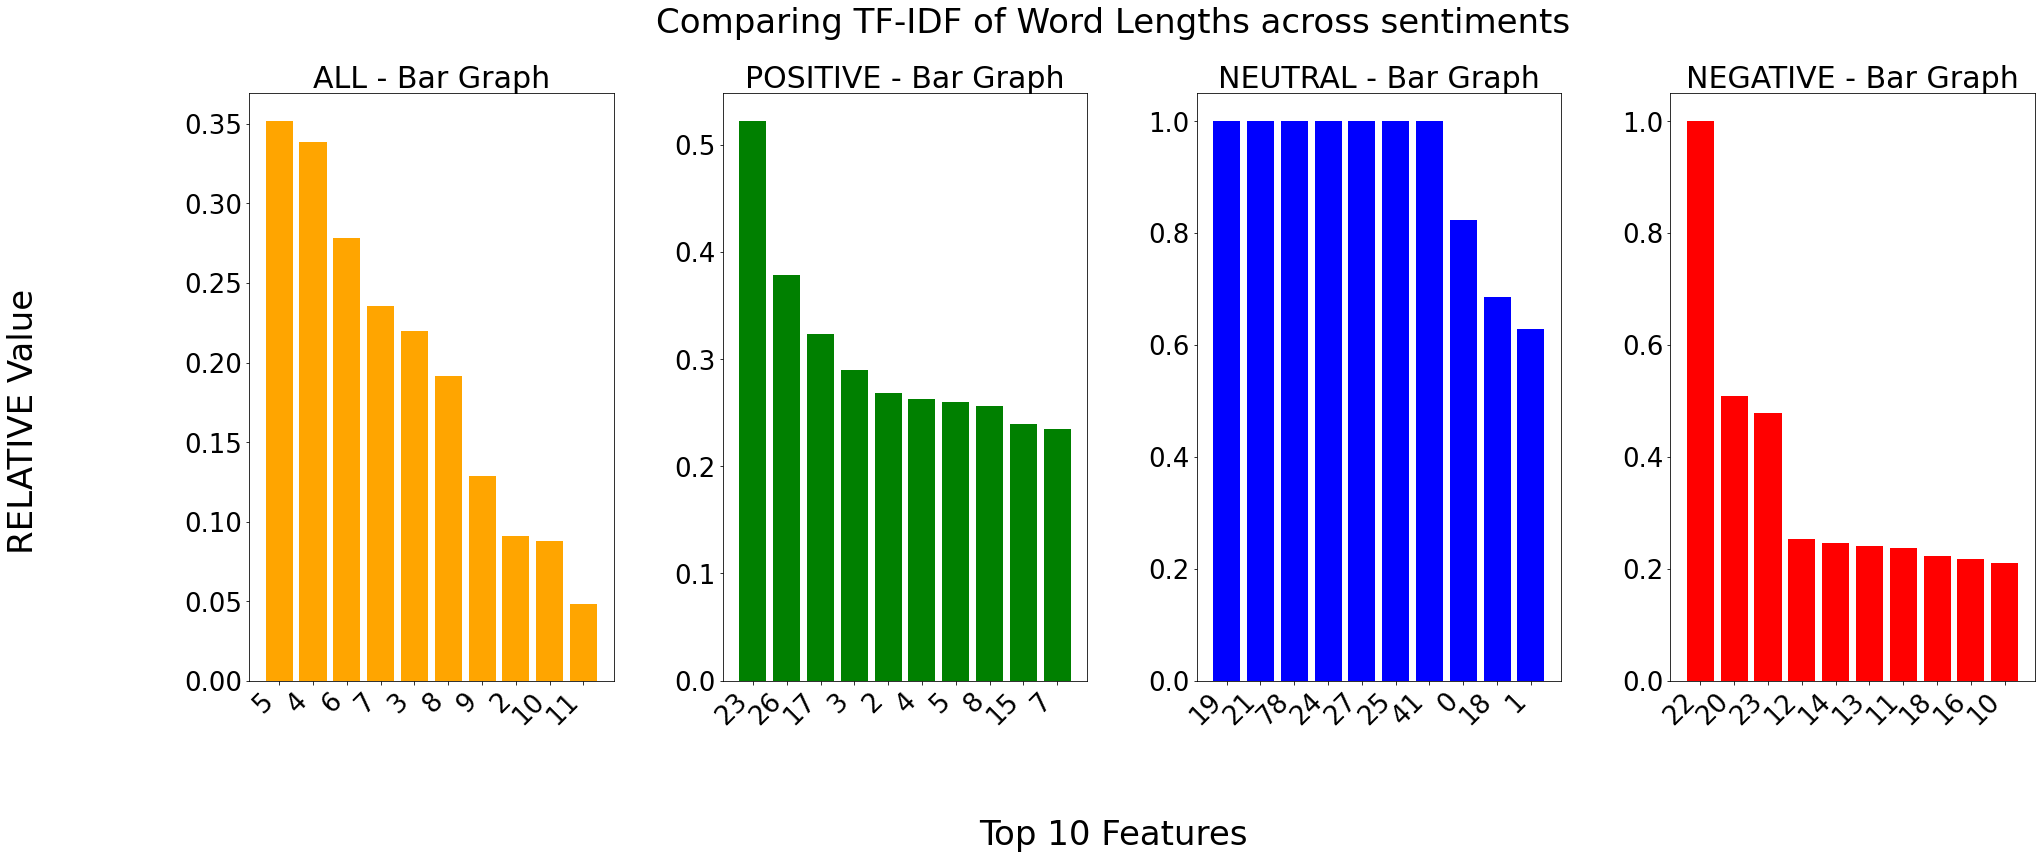 Comparing TF-IDF of Word Lengths across sentiments
RELATIVE Value
ALL - Bar Graph
0.35
0.30
0.25
0.20
0.15
0.10
0.05
0.00
5 4 6 7 3 8 9 2 10 11
POSITIVE - Bar Graph
0.5
0.4
0.3
0.2
0.1
0.0
23 26 17 3 2 4 5 8 15 7
NEUTRAL - Bar Graph
1.0
0.8
0.6
0.4
0.2
0.0
19 21 78 24 27 25 41 0 18 1
NEGATIVE - Bar Graph
1.0
0.8
0.6
0.4
0.2
0.0
22 20 23 12 14 13 11 18 16 10
Top 10 Features